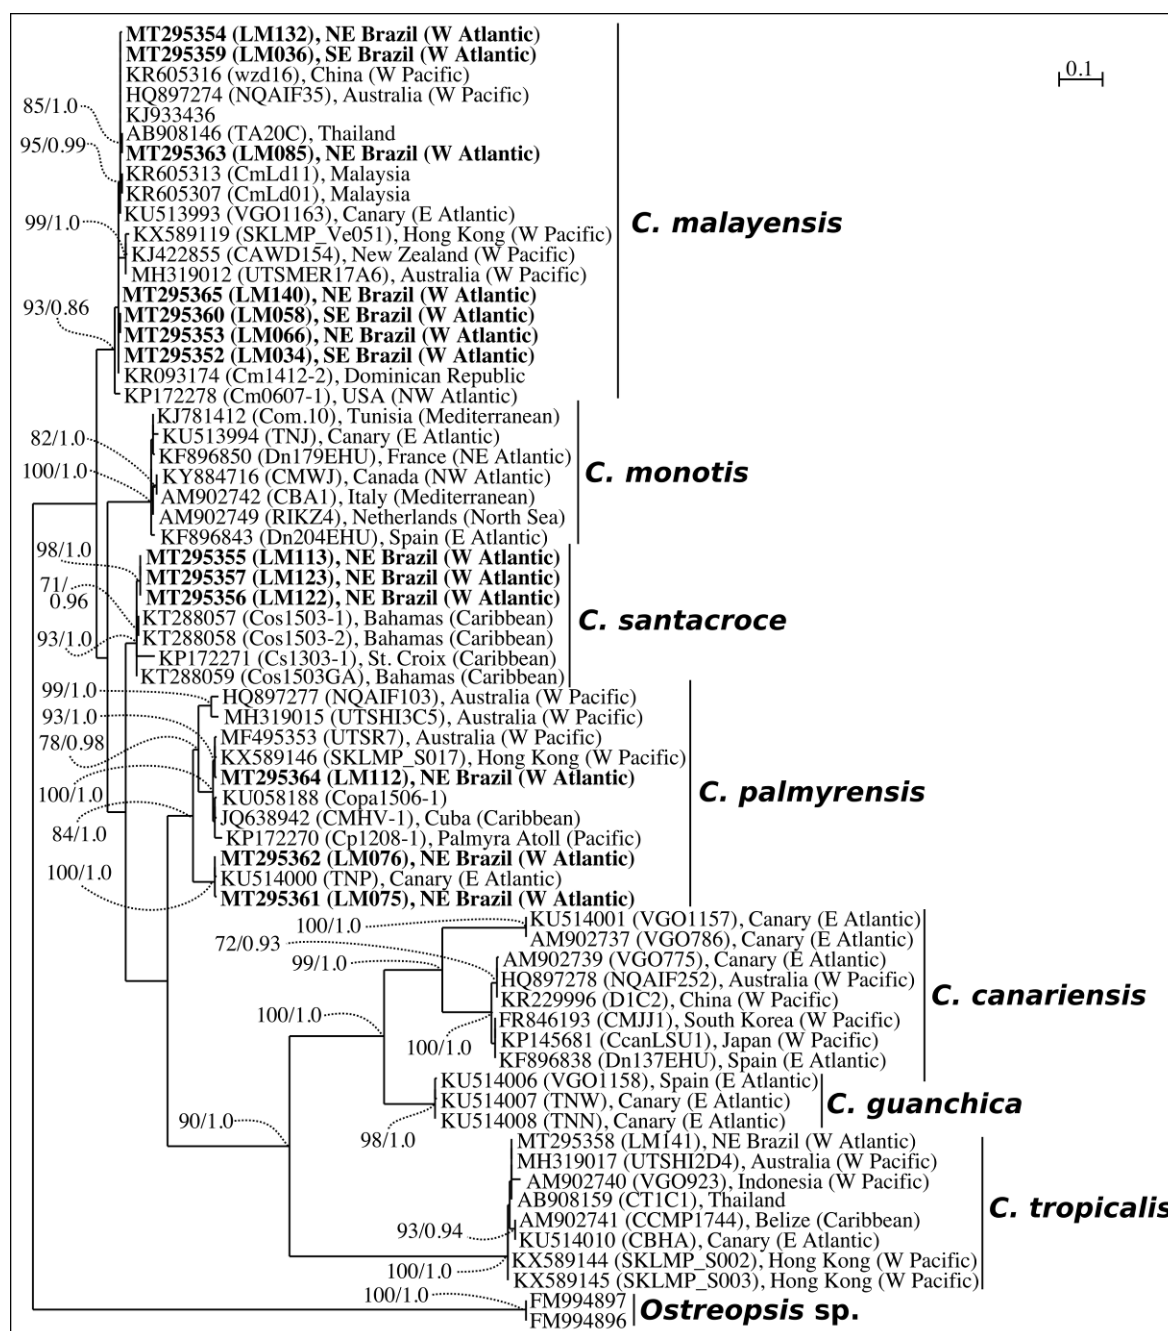 MT295354 (LM132), NE Brazil (W Atlantic)
MT295359 (LM036), SE Brazil (W Atlantic)
KR605316 (wzd16), China (W Pacific)
0.1
HQ897274 (NQAIF35), Australia (W Pacific)
85/1.0
KJ933436
AB908146 (TA20C), Thailand
95/0.99
MT295363 (LM085), NE Brazil (W Atlantic)
KR605313 (CmLd11), Malaysia
KR605307 (CmLd01), Malaysia
KU513993 (VGO1163), Canary (E Atlantic)
C. malayensis
99/1.0
KX589119 (SKLMP_Ve051), Hong Kong (W Pacific)
KJ422855 (CAWD154), New Zealand (W Pacific)
MH319012 (UTSMER17A6), Australia (W Pacific)
MT295365 (LM140), NE Brazil (W Atlantic)
93/0.86
MT295360 (LM058), SE Brazil (W Atlantic)
MT295353 (LM066), NE Brazil (W Atlantic)
MT295352 (LM034), SE Brazil (W Atlantic)
KR093174 (Cm1412-2), Dominican Republic
KP172278 (Cm0607-1), USA (NW Atlantic)
KJ781412 (Com.10), Tunisia (Mediterranean)
82/1.0
KU513994 (TNJ), Canary (E Atlantic)
KF896850 (Dn179EHU), France (NE Atlantic)
100/1.0
KY884716 (CMWJ), Canada (NW Atlantic)
C. monotis
AM902742 (CBA1), Italy (Mediterranean)
AM902749 (RIKZ4), Netherlands (North Sea)
KF896843 (Dn204EHU), Spain (E Atlantic)
98/1.0
MT295355 (LM113), NE Brazil (W Atlantic)
71/
0.96
MT295357 (LM123), NE Brazil (W Atlantic)
MT295356 (LM122), NE Brazil (W Atlantic)
KT288057 (Cos1503-1), Bahamas (Caribbean)
C. santacroce
93/1.0
KT288058 (Cos1503-2), Bahamas (Caribbean)
KP172271 (Cs1303-1), St. Croix (Caribbean)
KT288059 (Cos1503GA), Bahamas (Caribbean)
99/1.0
HQ897277 (NQAIF103), Australia (W Pacific)
93/1.0
MH319015 (UTSHI3C5), Australia (W Pacific)
78/0.98
MF495353 (UTSR7), Australia (W Pacific)
KX589146 (SKLMP_S017), Hong Kong (W Pacific)
MT295364 (LM112), NE Brazil (W Atlantic)
C. palmyrensis
100/1.0
KU058188 (Copa1506-1)
JQ638942 (CMHV-1), Cuba (Caribbean)
84/1.0
KP172270 (Cp1208-1), Palmyra Atoll (Pacific)
MT295362 (LM076), NE Brazil (W Atlantic)
100/1.0
KU514000 (TNP), Canary (E Atlantic)
MT295361 (LM075), NE Brazil (W Atlantic)
100/1.0
KU514001 (VGO1157), Canary (E Atlantic)
72/0.93
AM902737 (VGO786), Canary (E Atlantic)
99/1.0
AM902739 (VGO775), Canary (E Atlantic)
HQ897278 (NQAIF252), Australia (W Pacific)
KR229996 (D1C2), China (W Pacific)
C. canariensis
100/1.0
FR846193 (CMJJ1), South Korea (W Pacific)
KP145681 (CcanLSU1), Japan (W Pacific)
100/1.0
KF896838 (Dn137EHU), Spain (E Atlantic)
KU514006 (VGO1158), Spain (E Atlantic)
KU514007 (TNW), Canary (E Atlantic)
C. guanchica
90/1.0
KU514008 (TNN), Canary (E Atlantic)
98/1.0
MT295358 (LM141), NE Brazil (W Atlantic)
MH319017 (UTSHI2D4), Australia (W Pacific)
AM902740 (VGO923), Indonesia (W Pacific)
AB908159 (CT1C1), Thailand
C. tropicalis
93/0.94
AM902741 (CCMP1744), Belize (Caribbean)
KU514010 (CBHA), Canary (E Atlantic)
KX589144 (SKLMP_S002), Hong Kong (W Pacific)
100/1.0
KX589145 (SKLMP_S003), Hong Kong (W Pacific)
100/1.0
FM994897
FM994896
Ostreopsis sp.